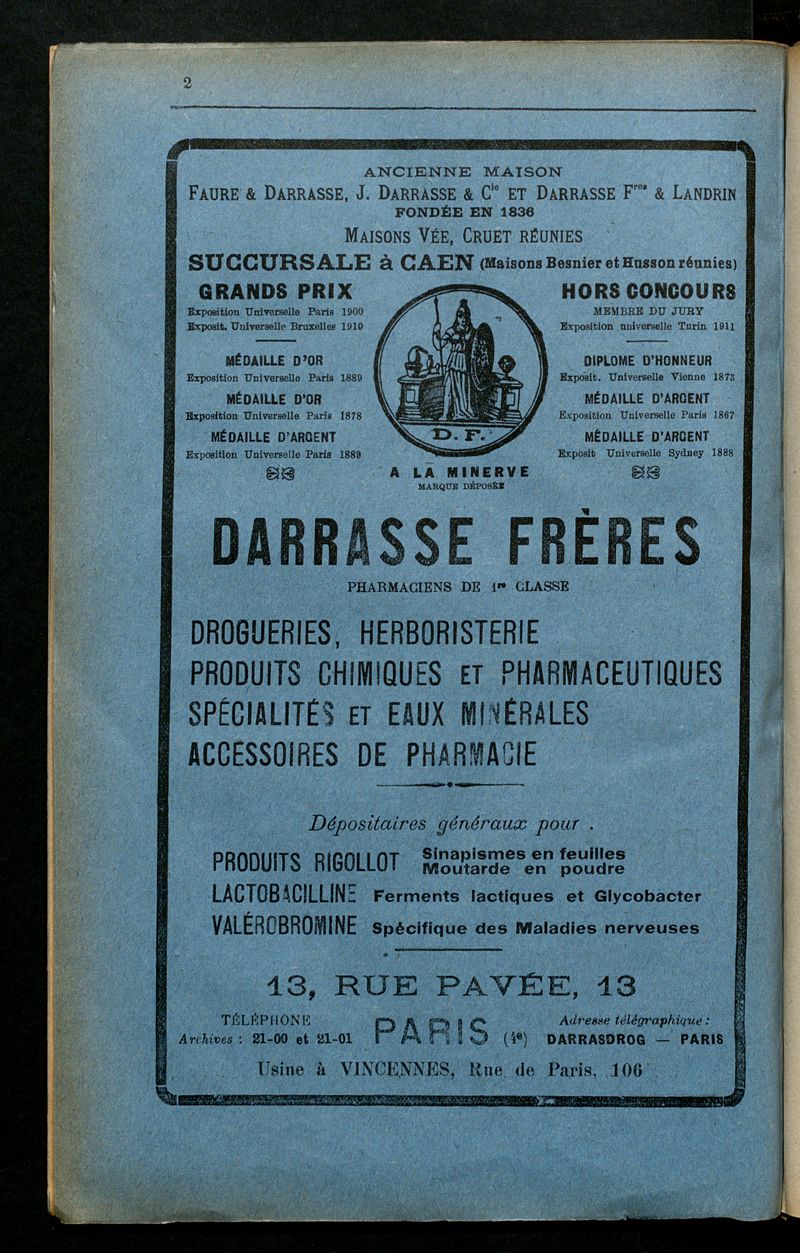 2
ANCIENNE MAISON
FAURE & DARRASSE, J. DARRASSE & Cie ET DARRASSE Fres & LANDRIN
FONDÉE EN 1836
MAISONS VÉE, CRUET RÉUNIES
SUCCURSALE à CAEN (Maisons Besnier et Husson réunies)
GRANDS PRIX
Exposition Universelle Paris 1900
Exposit. Universelle Bruxelles 1910
MÉDAILLE D'OR
Exposition Universelle Paris 1889
MÉDAILLE D'OR
Exposition Universelle Paris 1878
MÉDAILLE D'ARGENT
Exposition Universelle Paris 1889
D. F.
A LA MINERVE
MARQUE DÉPOSÉE
HORS CONCOURS
MEMBRE DU JURY
Exposition universelle Turin 1911
DIPLOME D'HONNEUR
Exposit. Universelle Vienne 1873
MÉDAILLE D'ARGENT
Exposition Universelle Paris 1867
MÉDAILLE D'ARGENT
Exposit Universelle Sydney 1888
DARRASSE FRÈRES
PHARMACIENS DE 1re CLASSE
DROGUERIES, HERBORISTERIE
PRODUITS CHIMIQUES ET PHARMACEUTIQUES
SPÉCIALITÉS ET EAUX MINÉRALES
ACCESSOIRES DE PHARMACIE
Dépositaires généraux pour .
PRODUITS RIGOLLOT Sinapismes en feuilles
Moutarde en poudre
LACTOBACILLINE Ferments lactiques et Glycobacter
VALÉROBROMINE Spécifique des Maladies nerveuses
13, RUE PAVÉE, 13
TÉLÉPHONE
Archives : 21-00 et 21-01
PARIS (4e)
Adresse télégraphique :
DARRASDROG — PARIS
Usine à VINCENNES, Rue de Paris, 106